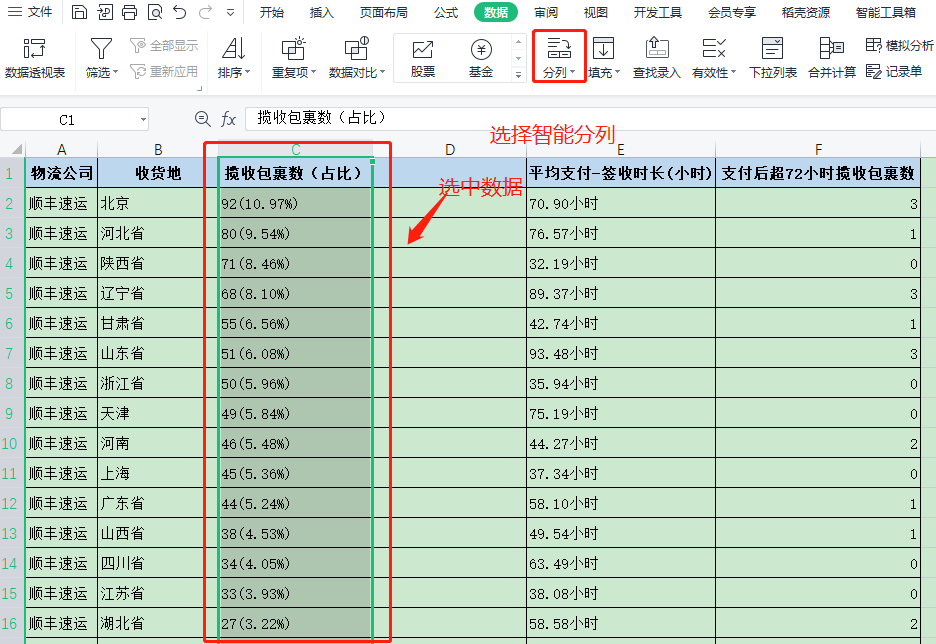 文件 开始 插入 页面布局 公式 数据 审阅 视图 开发工具 会员专享 稻壳资源 智能工具箱
全部显示 模拟分析
重新应用 记录单
数据透视表 筛选 排序 重复项 数据对比 股票 基金 分列 填充 查找录入 有效性 下拉列表 合并计算
C1 fx 揽收包裹数（占比）
选择智能分列
A B C D E F
1 物流公司 收货地 揽收包裹数（占比） 平均支付-签收时长(小时) 支付后超72小时揽收包裹数
选中数据
2 顺丰速运 北京 92(10.97%) 70.90小时 3
3 顺丰速运 河北省 80(9.54%) 76.57小时 1
4 顺丰速运 陕西省 71(8.46%) 32.19小时 0
5 顺丰速运 辽宁省 68(8.10%) 89.37小时 3
6 顺丰速运 甘肃省 55(6.56%) 42.74小时 1
7 顺丰速运 山东省 51(6.08%) 93.48小时 3
8 顺丰速运 浙江省 50(5.96%) 35.94小时 0
9 顺丰速运 天津 49(5.84%) 75.19小时 0
10 顺丰速运 河南 46(5.48%) 44.27小时 2
11 顺丰速运 上海 45(5.36%) 37.34小时 0
12 顺丰速运 广东省 44(5.24%) 58.10小时 1
13 顺丰速运 山西省 38(4.53%) 49.54小时 1
14 顺丰速运 四川省 34(4.05%) 63.49小时 0
15 顺丰速运 江苏省 33(3.93%) 38.08小时 0
16 顺丰速运 湖北省 27(3.22%) 58.58小时 2